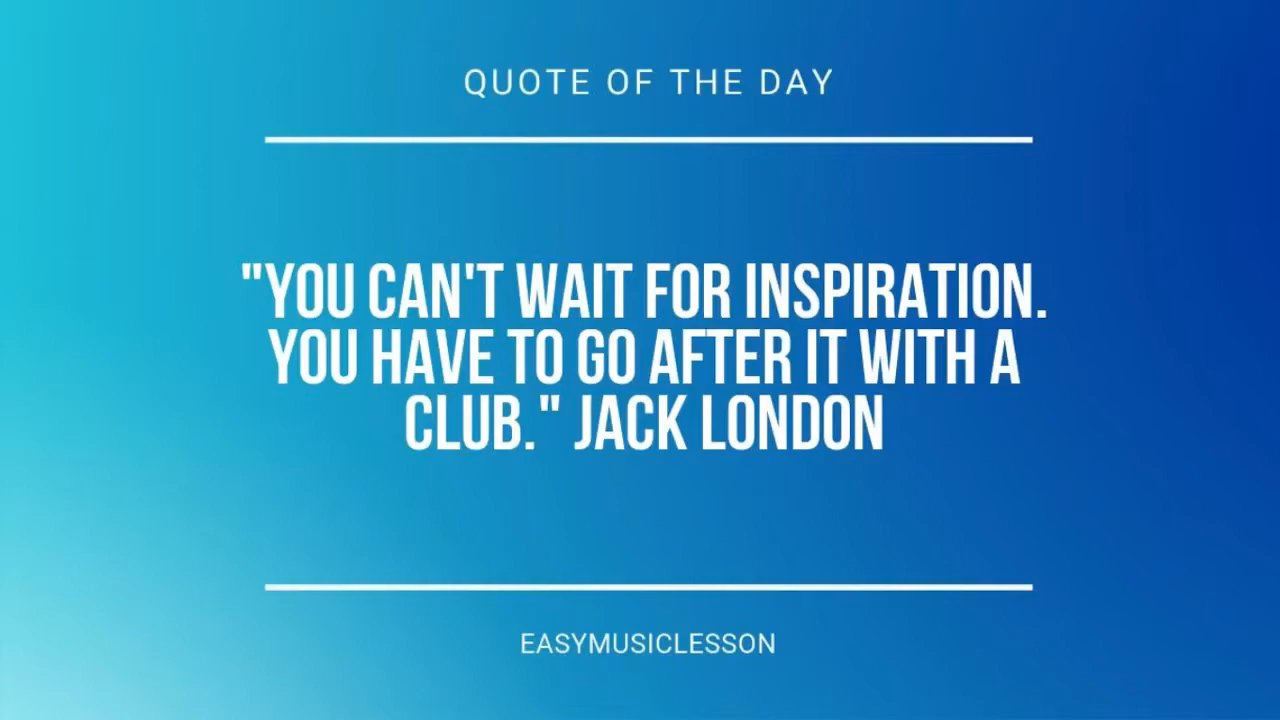 QUOTE OF THE DAY
"YOU CAN'T WAIT FOR INSPIRATION.
YOU HAVE TO GO AFTER IT WITH A
CLUB." JACK LONDON
EASYMUSICLESSON